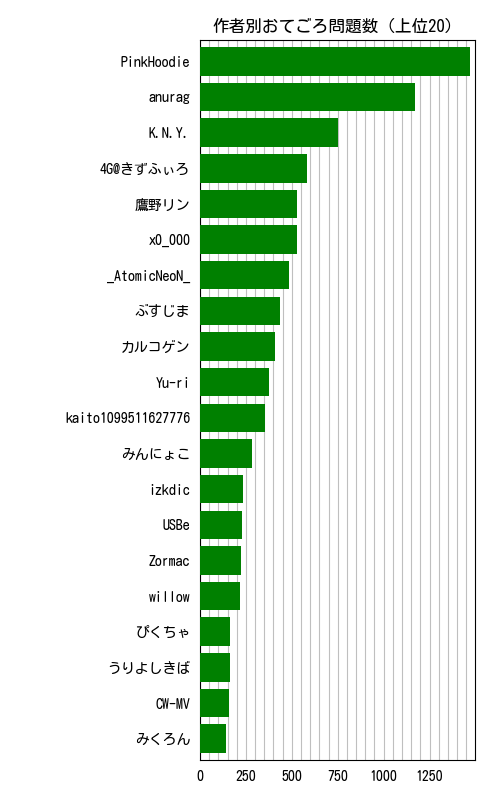 作者別おてごろ問題数 (上位20)
PinkHoodie
anurag
K.N.Y.
4G@きずふぃろ
鷹野リン
x0_000
_AtomicNeoN_
ぶすじま
カルコゲン
Yu-ri
kaito1099511627776
みんにょこ
izkdic
USBe
Zormac
willow
ぴくちゃ
うりよしきば
CW-MV
みくろん
0 250 500 750 1000 1250